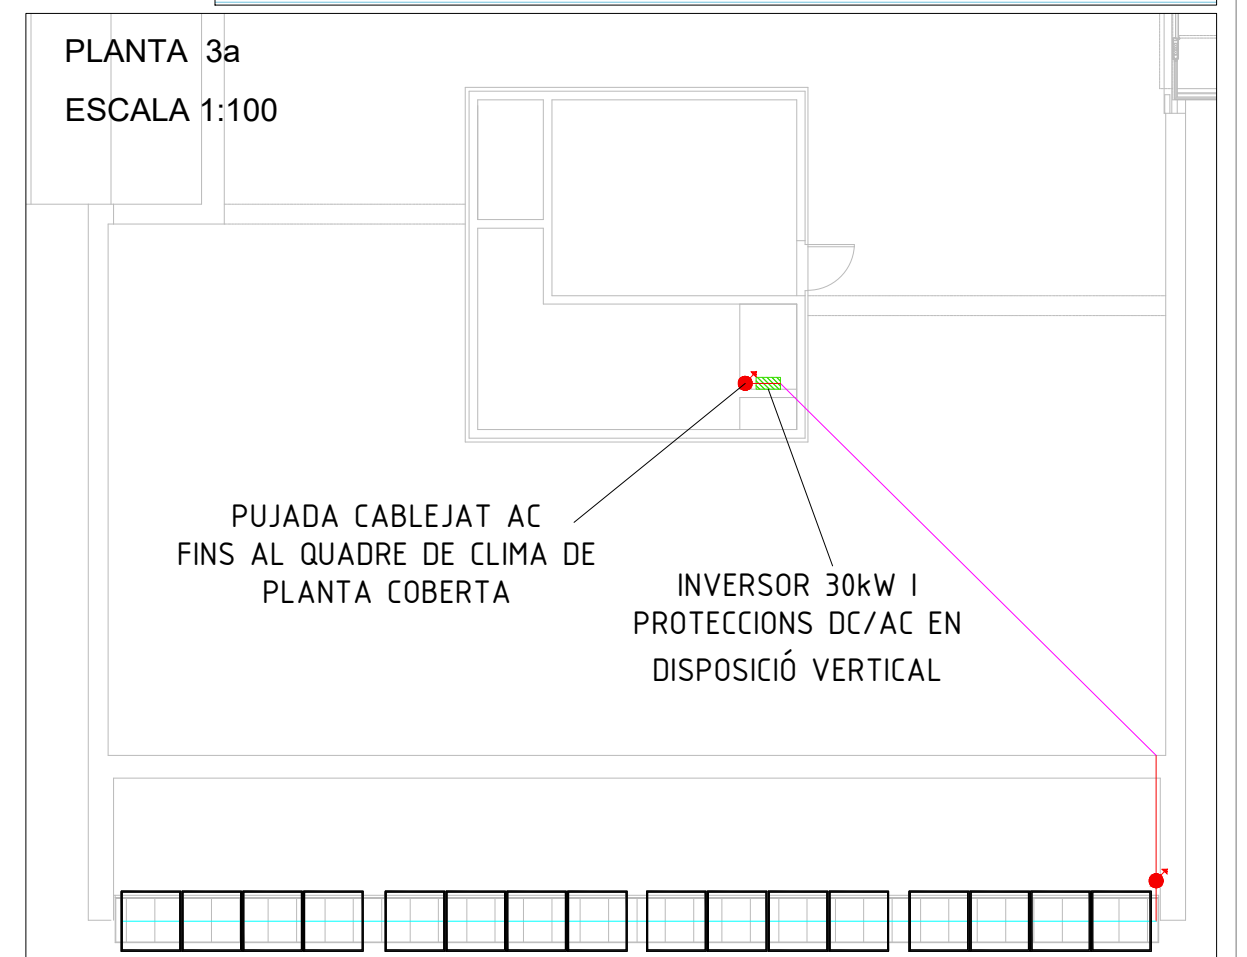 PLANTA 3a
ESCALA 1:100
PUJADA CABLEJAT AC
FINS AL QUADRE DE CLIMA DE
PLANTA COBERTA
INVERSOR 30kW I
PROTECCIONS DC/AC EN
DISPOSICIÓ VERTICAL